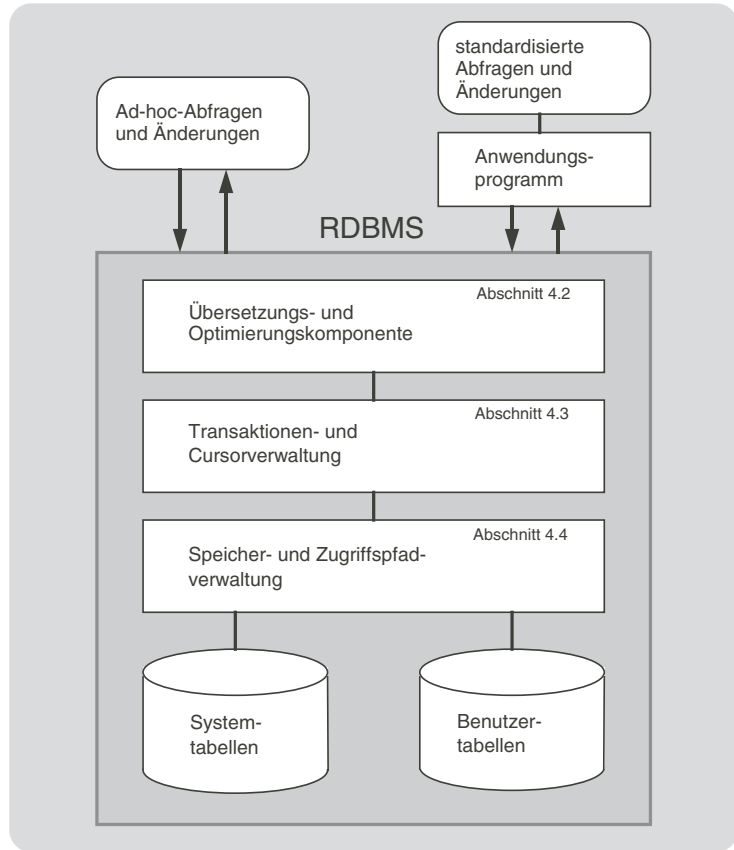 standardisierte
Abfragen und
Änderungen
Ad-hoc-Abfragen
und Änderungen
Anwendungs-
programm
RDBMS
Abschnitt 4.2
Übersetzungs- und
Optimierungskomponente
Abschnitt 4.3
Transaktionen- und
Cursorverwaltung
Abschnitt 4.4
Speicher- und Zugriffspfad-
verwaltung
System-
tabellen
Benutzer-
tabellen